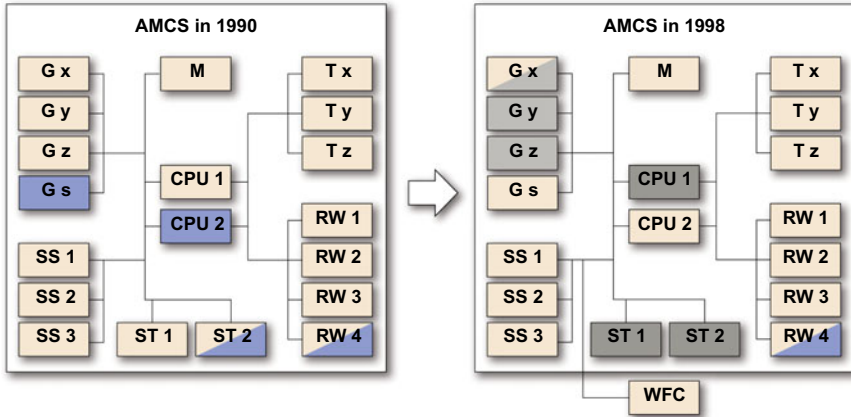 AMCS in 1990
G x
G y
G z
G s
M
T x
T y
T z
CPU 1
CPU 2
RW 1
RW 2
RW 3
RW 4
SS 1
SS 2
SS 3
ST 1
ST 2
AMCS in 1998
G x
G y
G z
G s
M
T x
T y
T z
CPU 1
CPU 2
RW 1
RW 2
RW 3
RW 4
SS 1
SS 2
SS 3
ST 1
ST 2
WFC